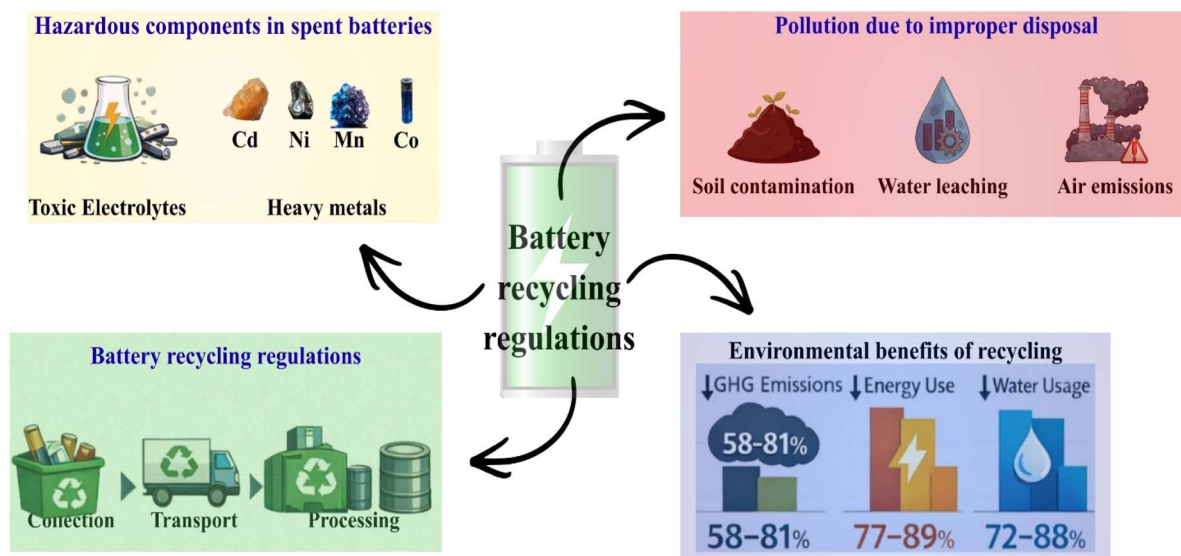 Hazardous components in spent batteries
Cd Ni Mn Co
Toxic Electrolytes Heavy metals
Pollution due to improper disposal
Soil contamination Water leaching Air emissions
Battery
recycling
regulations
Battery recycling regulations
Collection Transport Processing
Environmental benefits of recycling
↓GHG Emissions ↓Energy Use ↓Water Usage
58–81%
58–81% 77–89% 72–88%